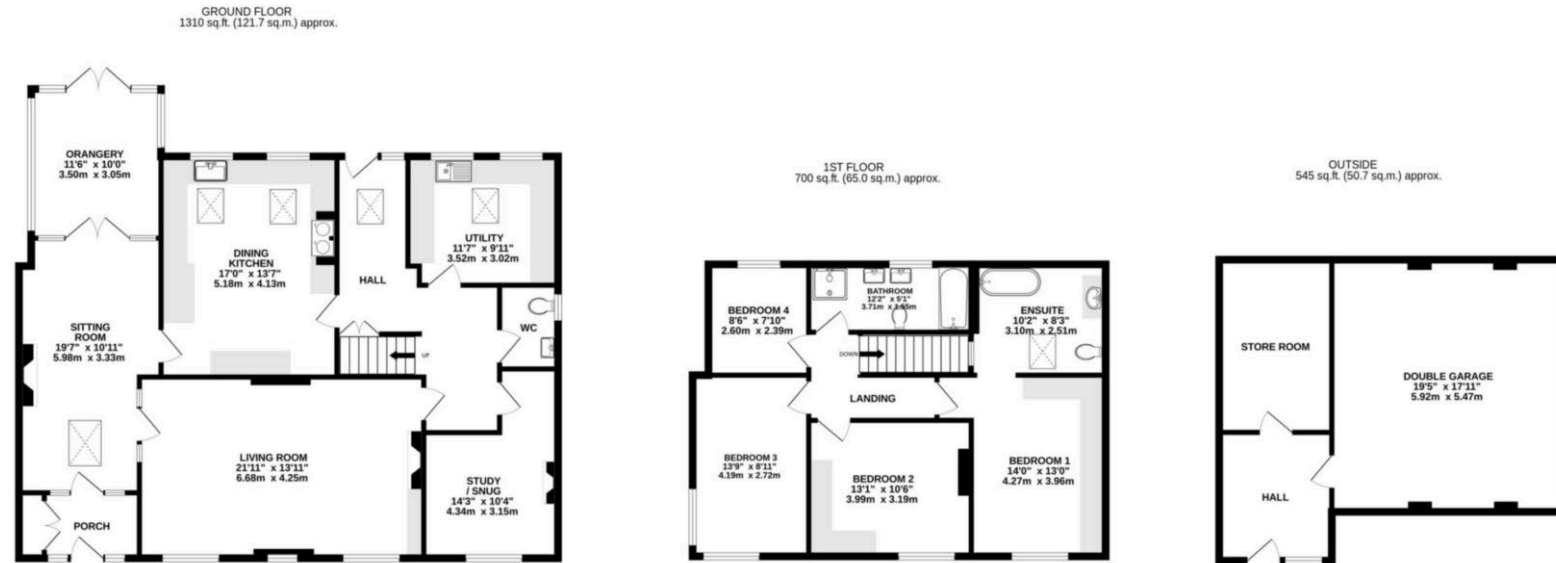 GROUND FLOOR
1310 sq.ft. (121.7 sq.m.) approx.
ORANGERY
11'6" x 10'0"
3.50m x 3.05m
DINING
KITCHEN
17'0" x 13'7"
5.18m x 4.13m
HALL
UTILITY
11'7" x 9'11"
3.52m x 3.02m
SITTING
ROOM
19'7" x 10'11"
5.98m x 3.33m
WC
UP
LIVING ROOM
21'11" x 13'11"
6.68m x 4.25m
STUDY
/ SNUG
14'3" x 10'4"
4.34m x 3.15m
PORCH
1ST FLOOR
700 sq.ft. (65.0 sq.m.) approx.
BEDROOM 4
8'6" x 7'10"
2.60m x 2.39m
BATHROOM
12'2" x 5'1"
3.71m x 1.55m
ENSUITE
10'2" x 8'3"
3.10m x 2.51m
DOWN
LANDING
BEDROOM 3
13'9" x 8'11"
4.19m x 2.72m
BEDROOM 2
13'1" x 10'6"
3.99m x 3.19m
BEDROOM 1
14'0" x 13'0"
4.27m x 3.96m
OUTSIDE
545 sq.ft. (50.7 sq.m.) approx.
STORE ROOM
DOUBLE GARAGE
19'5" x 17'11"
5.92m x 5.47m
HALL